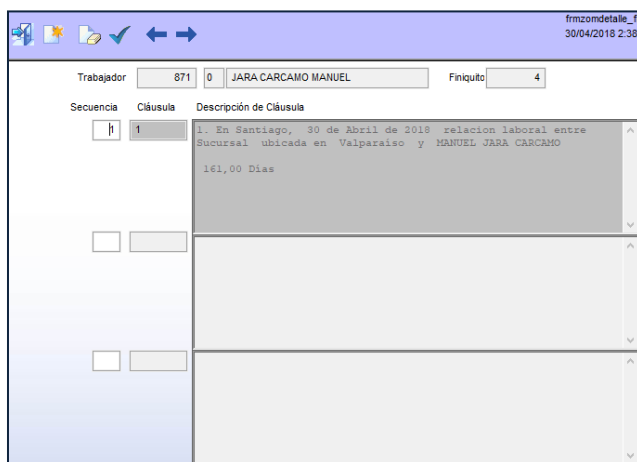 frmzomdetalle_f
30/04/2018 2:38
Trabajador 871 0 JARA CARCAMO MANUEL Finiquito 4
Secuencia Cláusula Descripción de Cláusula
1 1 1. En Santiago, 30 de Abril de 2018 relacion laboral entre
Sucursal ubicada en Valparaíso y MANUEL JARA CARCAMO
161,00 Días